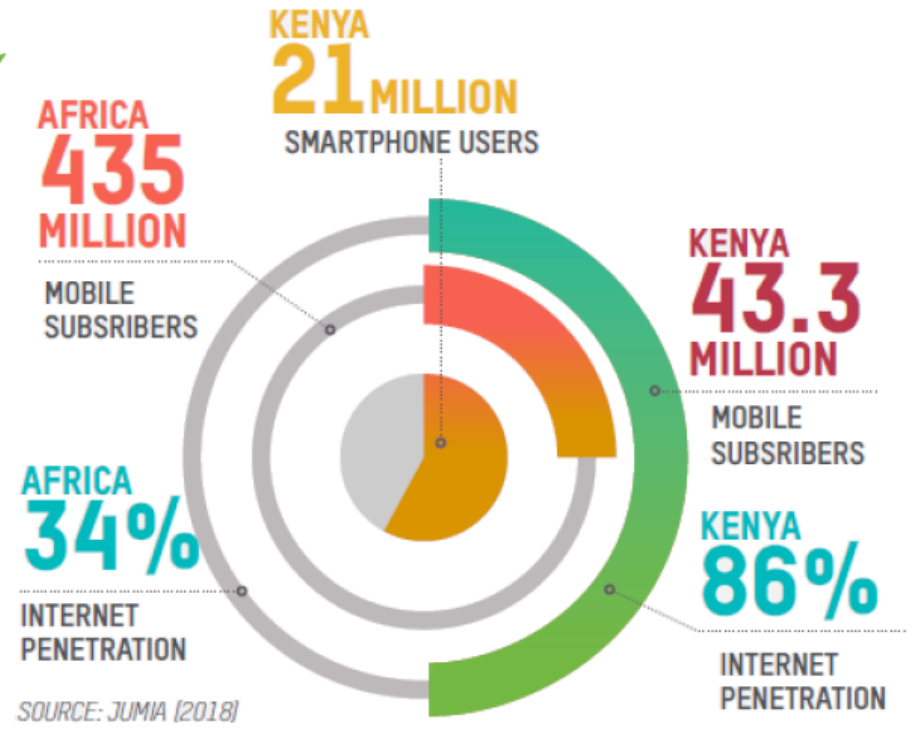 KENYA
21 MILLION
SMARTPHONE USERS
AFRICA
435
MILLION
MOBILE
SUBSRIBERS
KENYA
43.3
MILLION
MOBILE
SUBSRIBERS
AFRICA
34%
INTERNET
PENETRATION
KENYA
86%
INTERNET
PENETRATION
SOURCE: JUMIA (2018)